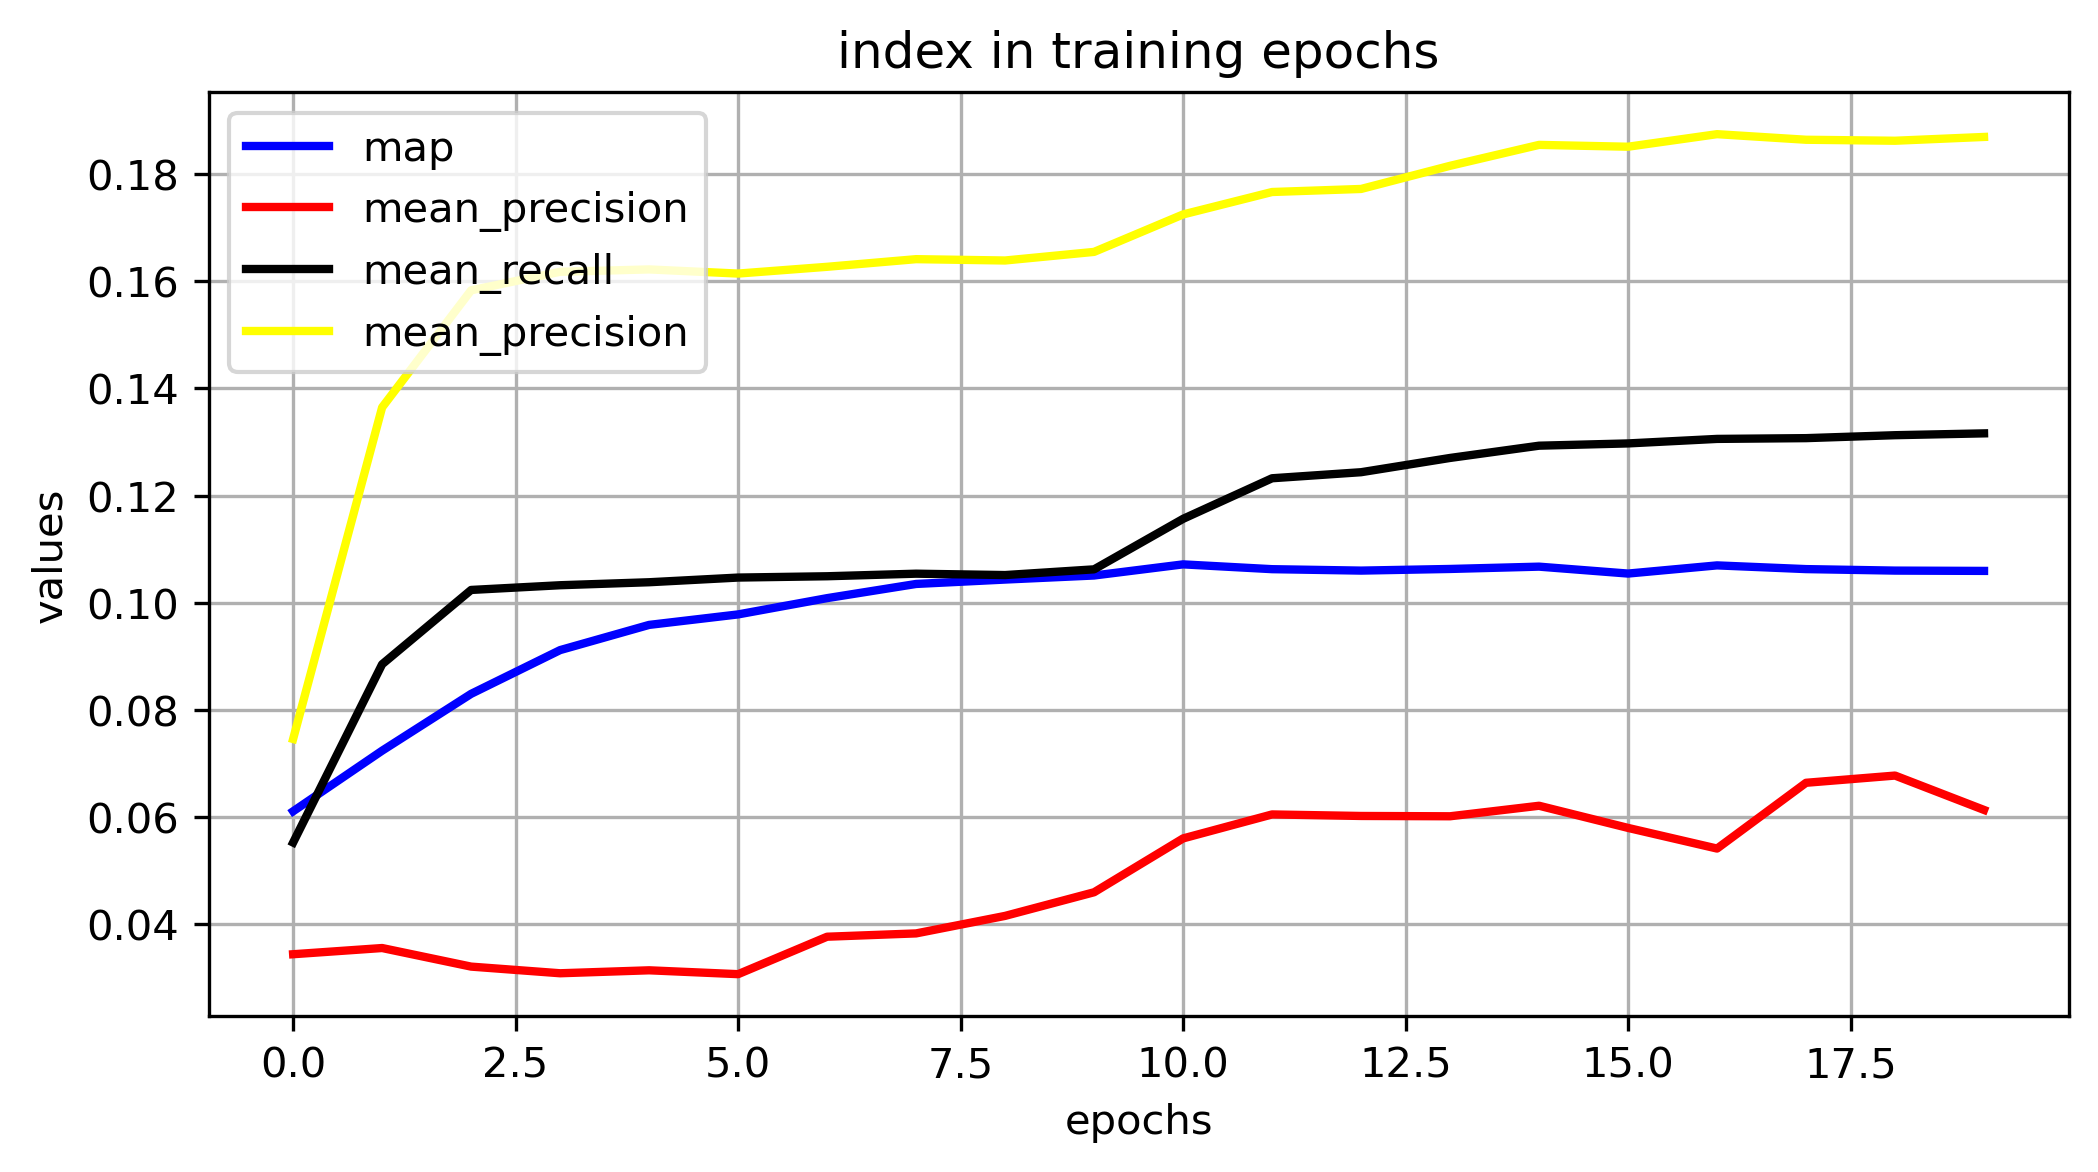 index in training epochs
map
mean_precision
mean_recall
mean_precision
values
0.18
0.16
0.14
0.12
0.10
0.08
0.06
0.04
0.0 2.5 5.0 7.5 10.0 12.5 15.0 17.5
epochs